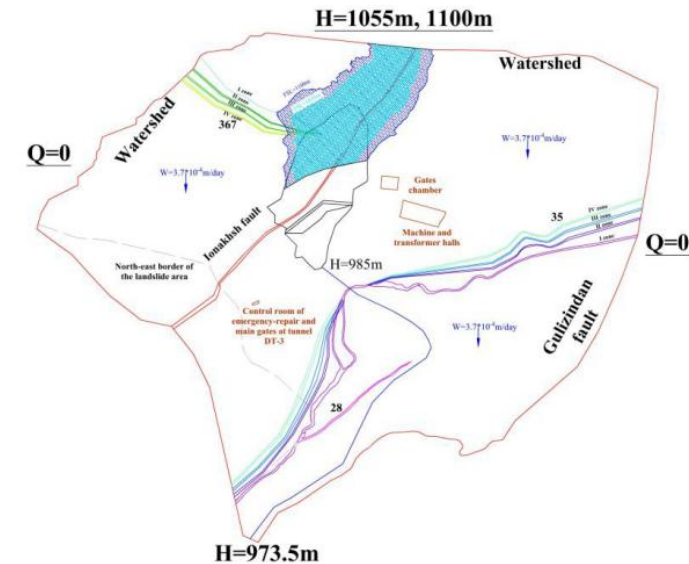 H=1055m, 1100m
Watershed
Watershed
I zone
II zone
III zone
IV zone
367
Q=0
W=3.7*10⁻⁴m/day
W=3.7*10⁻⁴m/day
Gates
chamber
Machine and
transformer halls
Ionakhsh fault
IV zone
III zone
II zone
I zone
35
Q=0
North-east border of
the landslide area
H=985m
Control room of
emergency-repair and
main gates at tunnel
DT-3
W=3.7*10⁻⁴m/day
Gulizindan
fault
28
H=973.5m